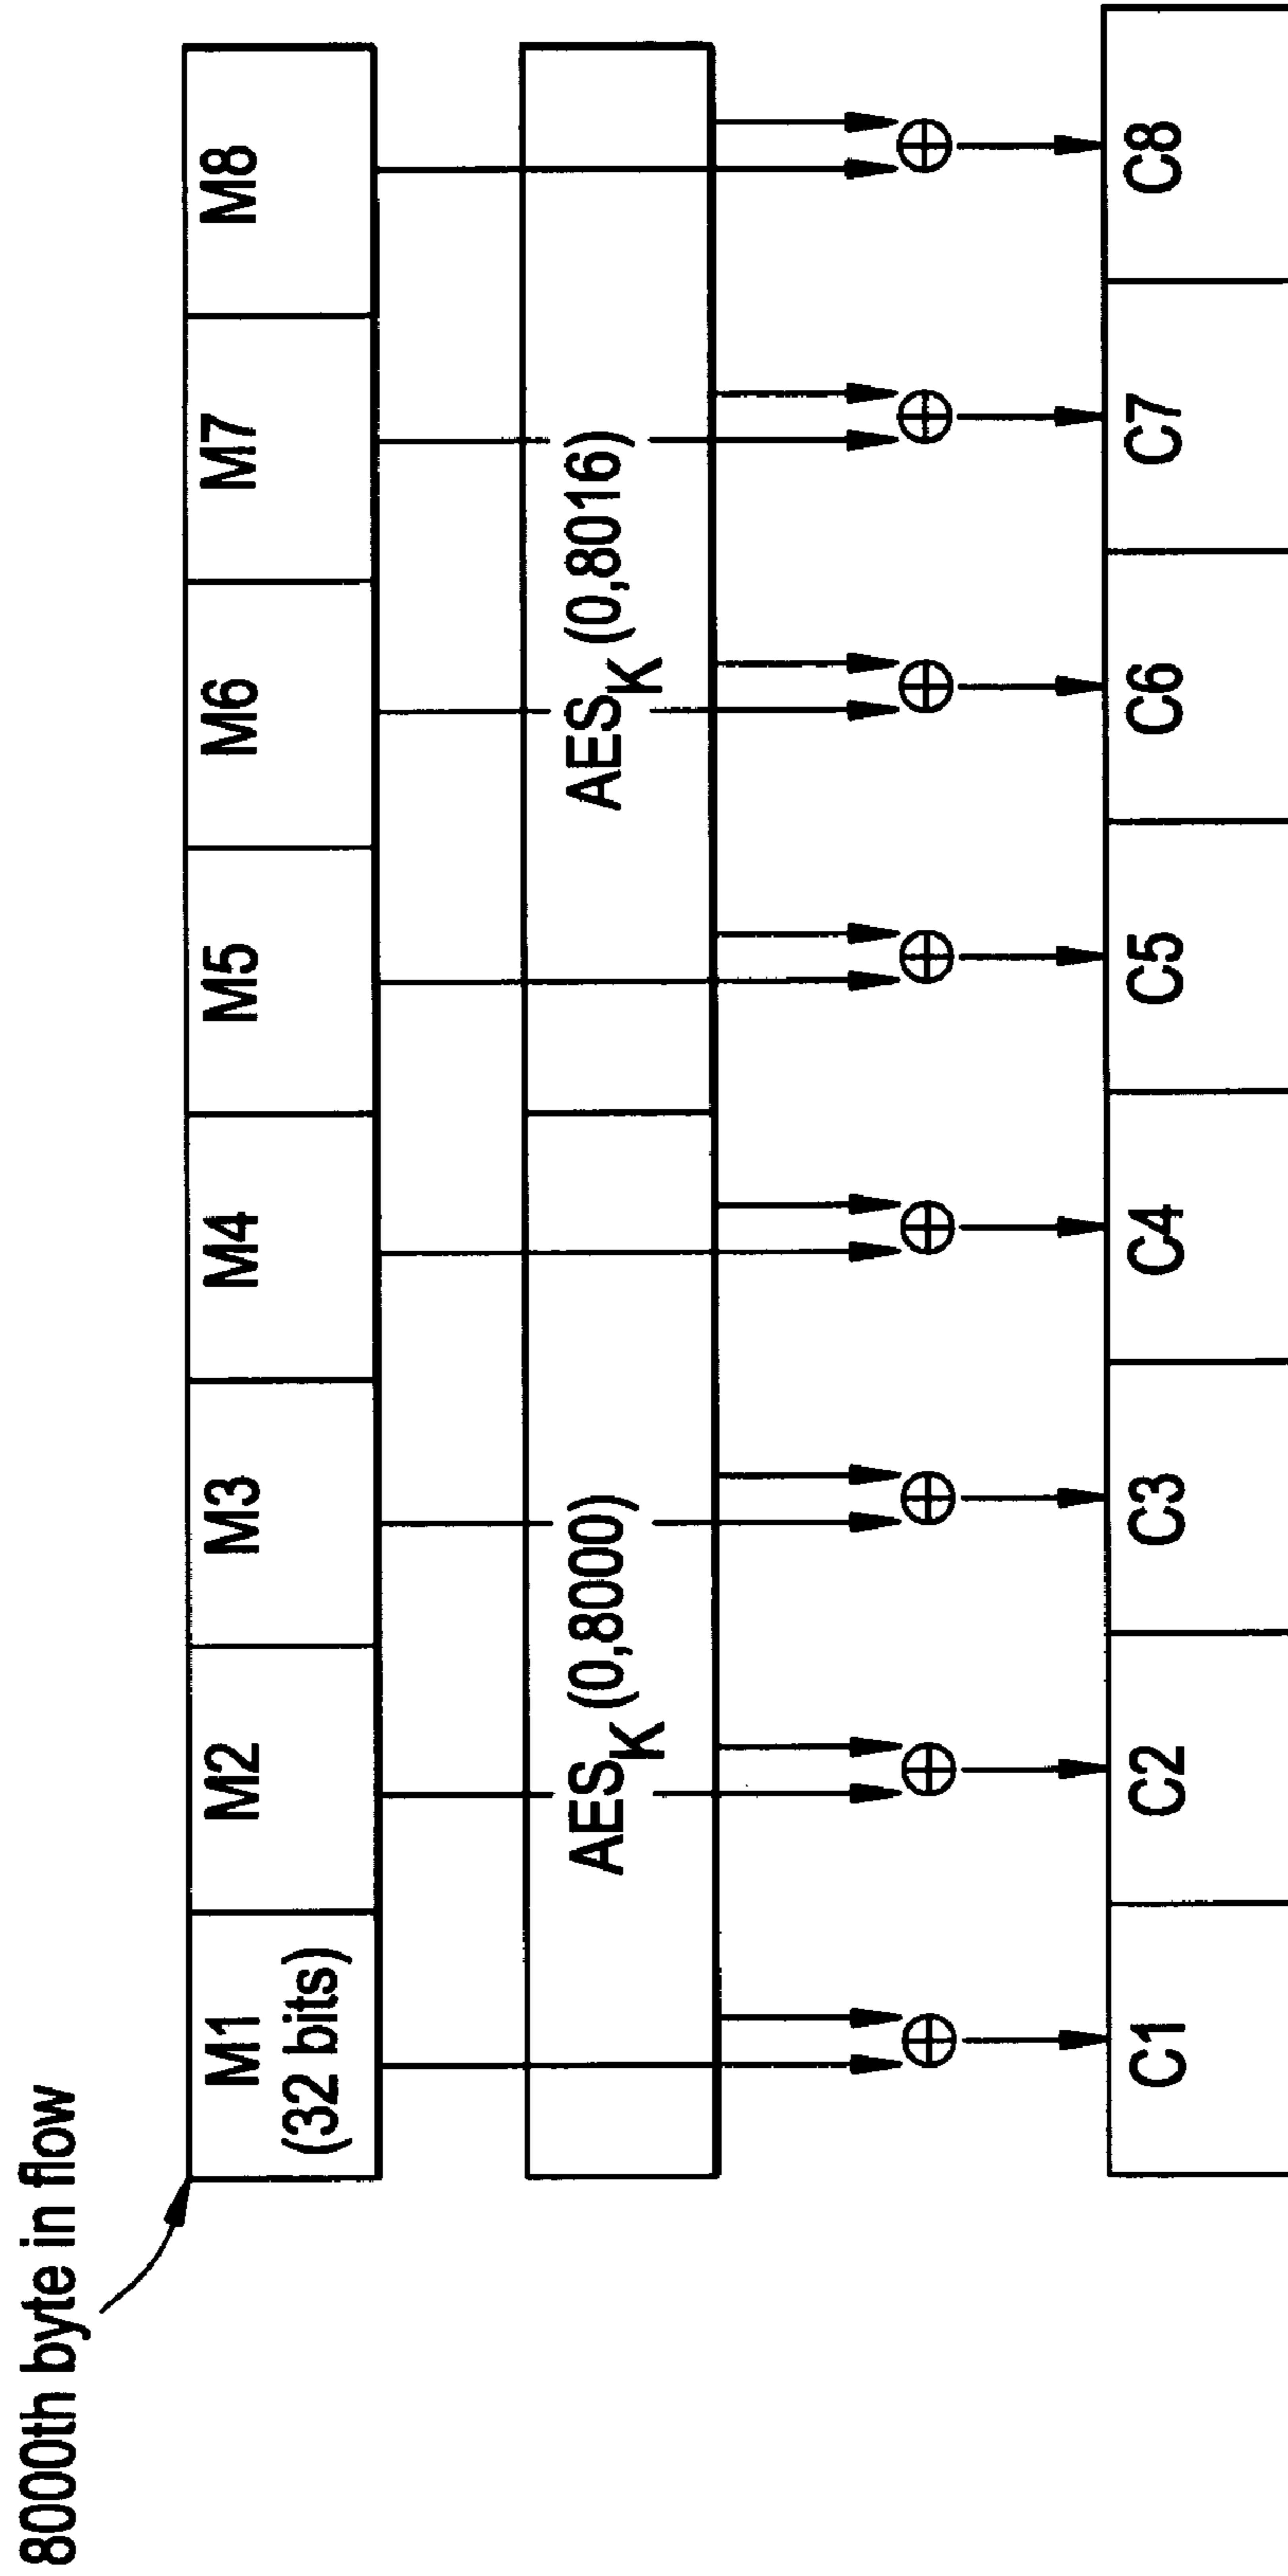 8000th byte in flow
M1 M2 M3 M4 M5 M6 M7 M8
(32 bits)
AESK (0,8000) AESK (0,8016)
C1 C2 C3 C4 C5 C6 C7 C8